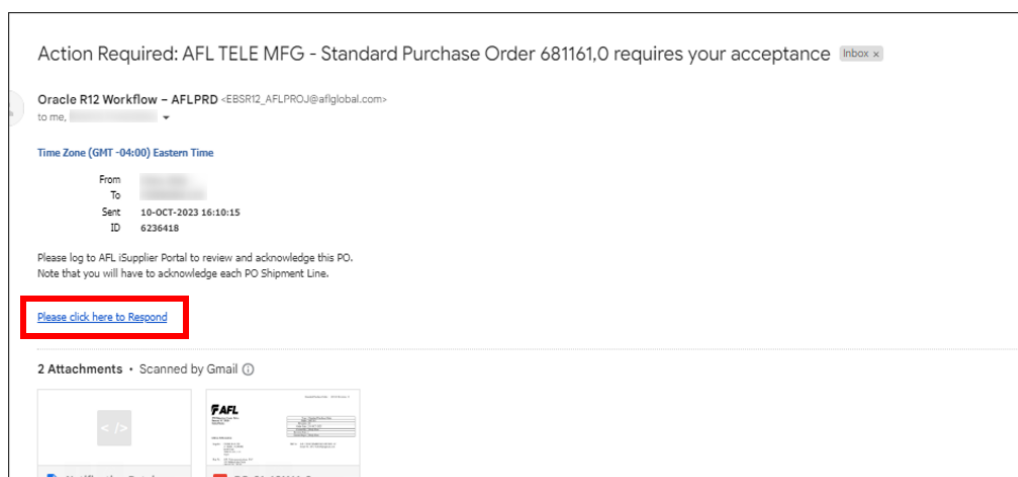 Action Required: AFL TELE MFG - Standard Purchase Order 681161,0 requires your acceptance Inbox ×
Oracle R12 Workflow – AFLPRD <EBSR12_AFLPROJ@aflglobal.com>
to me,
Time Zone (GMT -04:00) Eastern Time
From
To
Sent 10-OCT-2023 16:10:15
ID 6236418
Please log to AFL iSupplier Portal to review and acknowledge this PO.
Note that you will have to acknowledge each PO Shipment Line.
Please click here to Respond
2 Attachments • Scanned by Gmail
</>
AFL